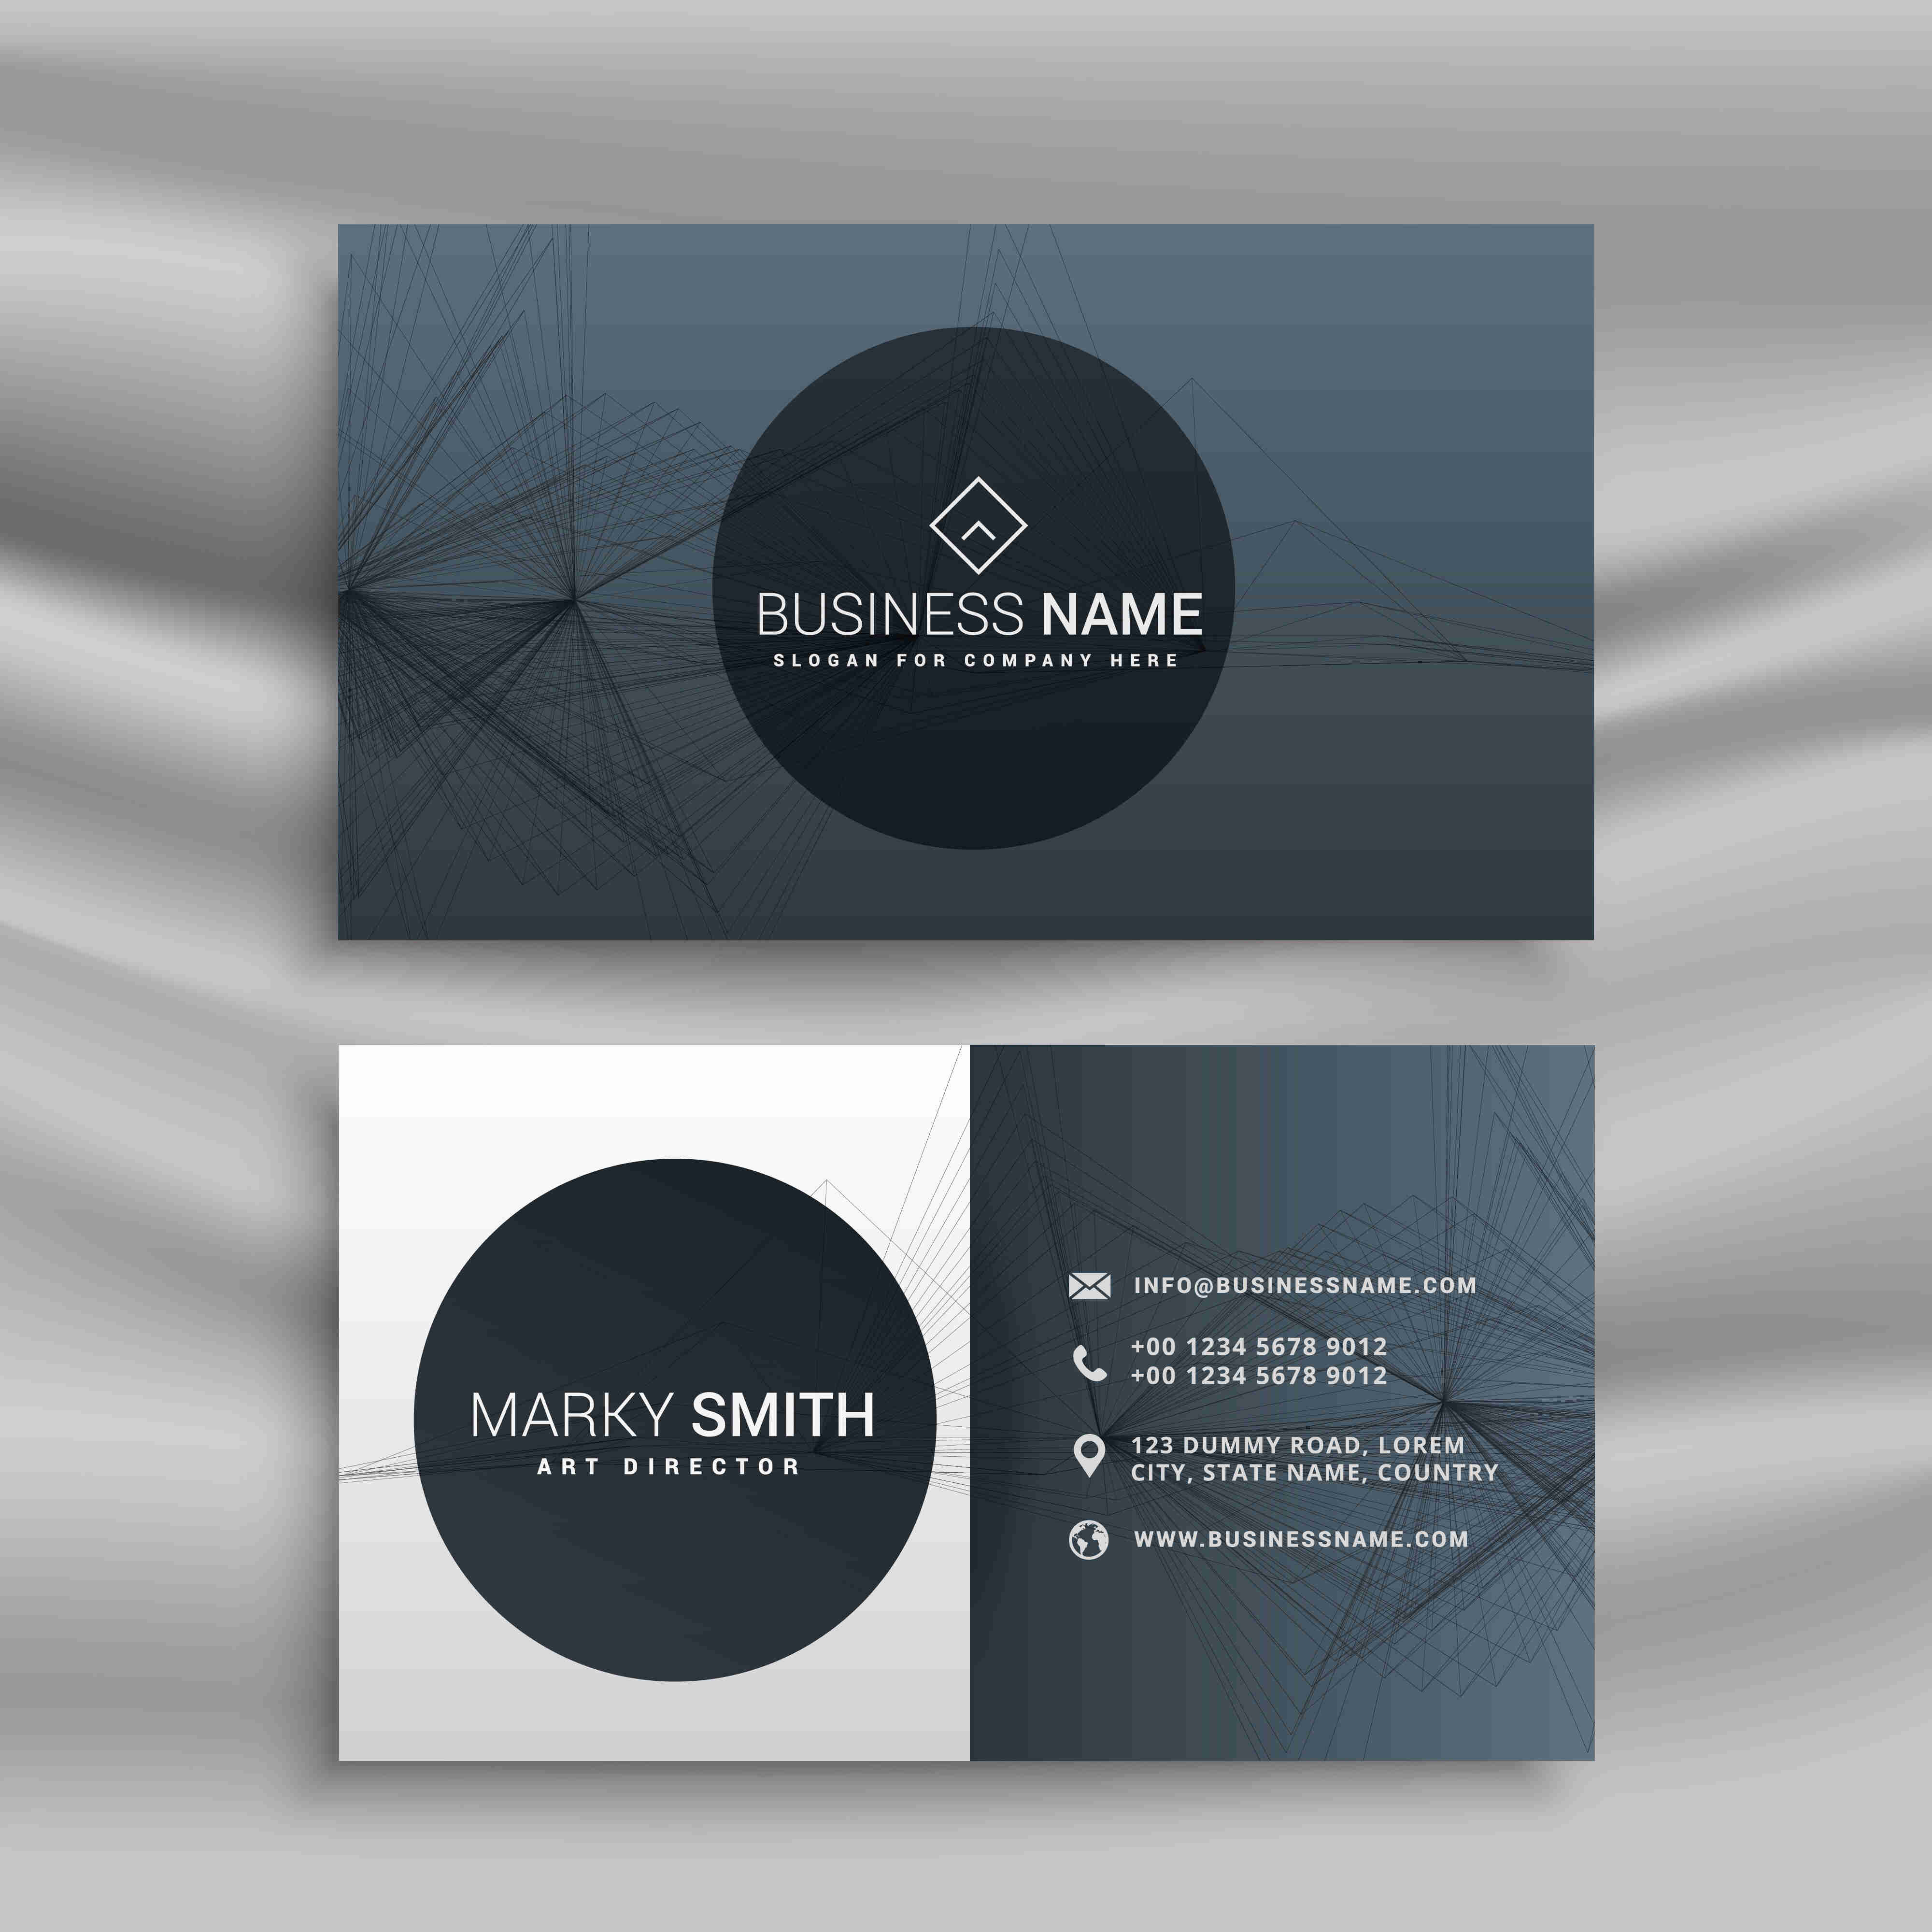 BUSINESS NAME
SLOGAN FOR COMPANY HERE
MARKY SMITH
ART DIRECTOR
INFO@BUSINESSNAME.COM
+00 1234 5678 9012
+00 1234 5678 9012
123 DUMMY ROAD, LOREM
CITY, STATE NAME, COUNTRY
WWW.BUSINESSNAME.COM